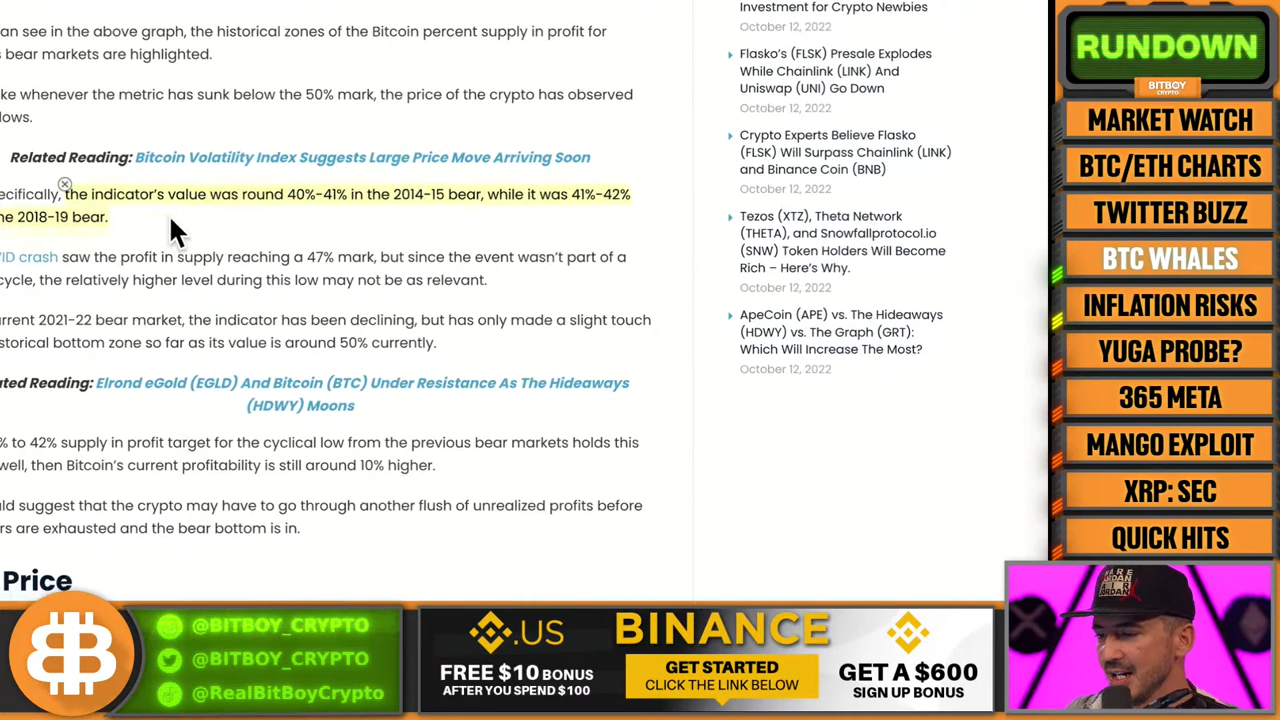 an see in the above graph, the historical zones of the Bitcoin percent supply in profit for
s bear markets are highlighted.
ke whenever the metric has sunk below the 50% mark, the price of the crypto has observed
lows.
Related Reading: Bitcoin Volatility Index Suggests Large Price Move Arriving Soon
ecifically, the indicator's value was round 40%-41% in the 2014-15 bear, while it was 41%-42%
he 2018-19 bear.
VID crash saw the profit in supply reaching a 47% mark, but since the event wasn't part of a
cycle, the relatively higher level during this low may not be as relevant.
urrent 2021-22 bear market, the indicator has been declining, but has only made a slight touch
istorical bottom zone so far as its value is around 50% currently.
ated Reading: Elrond eGold (EGLD) And Bitcoin (BTC) Under Resistance As The Hideaways
(HDWY) Moons
% to 42% supply in profit target for the cyclical low from the previous bear markets holds this
well, then Bitcoin's current profitability is still around 10% higher.
uld suggest that the crypto may have to go through another flush of unrealized profits before
rs are exhausted and the bear bottom is in.
Price
Investment for Crypto Newbies
October 12, 2022
Flasko's (FLSK) Presale Explodes
While Chainlink (LINK) And
Uniswap (UNI) Go Down
October 12, 2022
Crypto Experts Believe Flasko
(FLSK) Will Surpass Chainlink (LINK)
and Binance Coin (BNB)
October 12, 2022
Tezos (XTZ), Theta Network
(THETA), and Snowfallprotocol.io
(SNW) Token Holders Will Become
Rich – Here's Why.
October 12, 2022
ApeCoin (APE) vs. The Hideaways
(HDWY) vs. The Graph (GRT):
Which Will Increase The Most?
October 12, 2022
RUNDOWN
BITBOY
CRYPTO
MARKET WATCH
BTC/ETH CHARTS
TWITTER BUZZ
BTC WHALES
INFLATION RISKS
YUGA PROBE?
365 META
MANGO EXPLOIT
XRP: SEC
QUICK HITS
@BITBOY_CRYPTO
@BITBOY_CRYPTO
@RealBitBoyCrypto
.US
FREE $10 BONUS
AFTER YOU SPEND $100
BINANCE
GET STARTED
CLICK THE LINK BELOW
GET A $600
SIGN UP BONUS